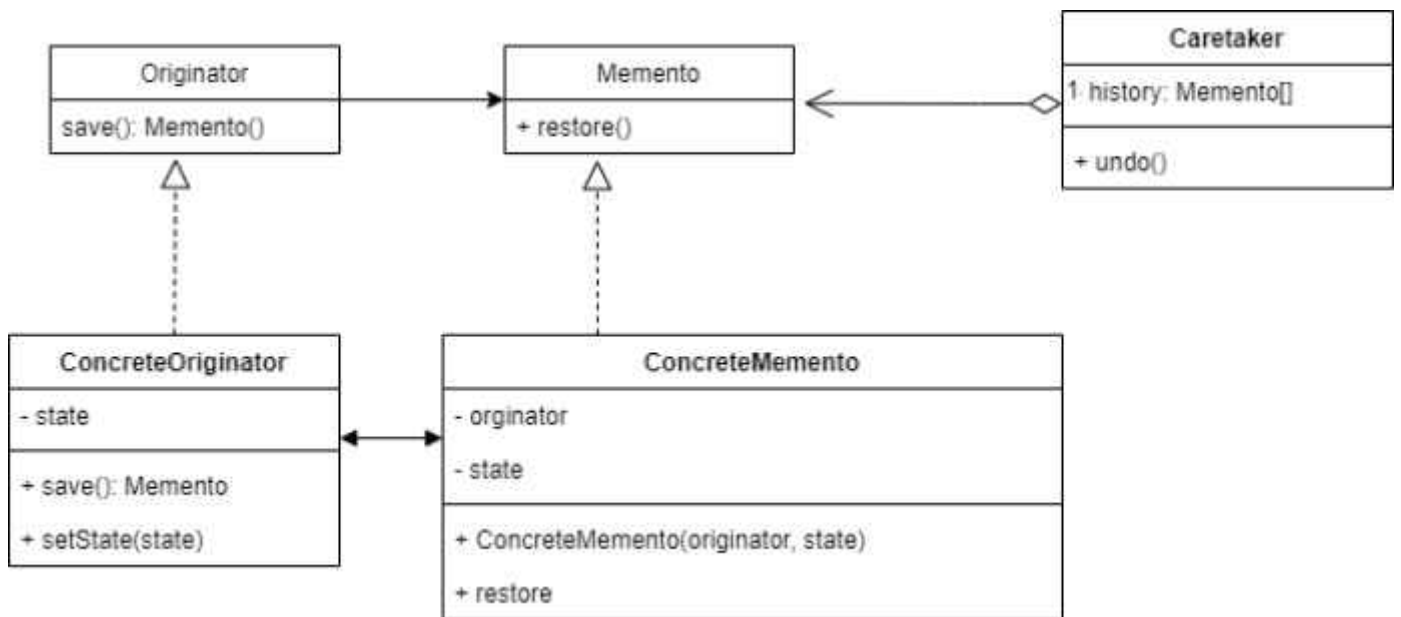 Originator
save(): Memento()
Memento
+ restore()
Caretaker
1 history: Memento[]
+ undo()
ConcreteOriginator
- state
+ save(): Memento
+ setState(state)
ConcreteMemento
- orginator
- state
+ ConcreteMemento(originator, state)
+ restore